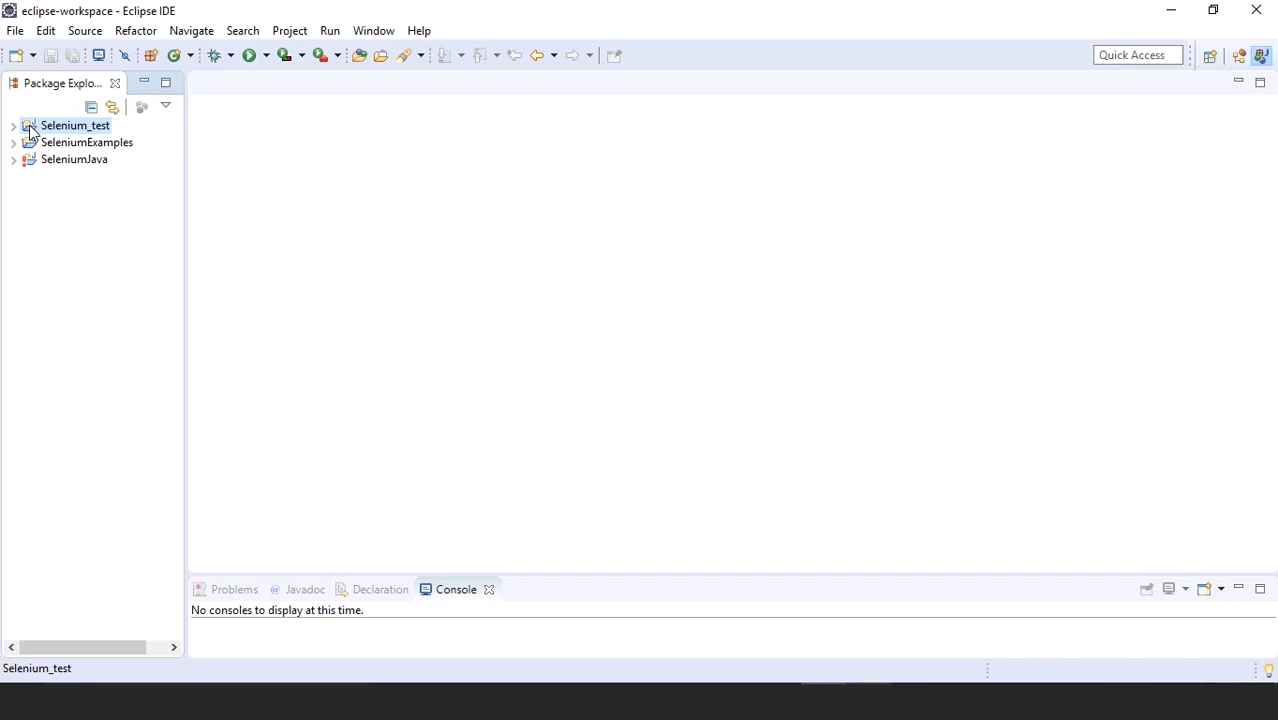 eclipse-workspace - Eclipse IDE
File Edit Source Refactor Navigate Search Project Run Window Help
Quick Access
Package Explo...
Selenium_test
SeleniumExamples
SeleniumJava
Problems Javadoc Declaration Console
No consoles to display at this time.
Selenium_test